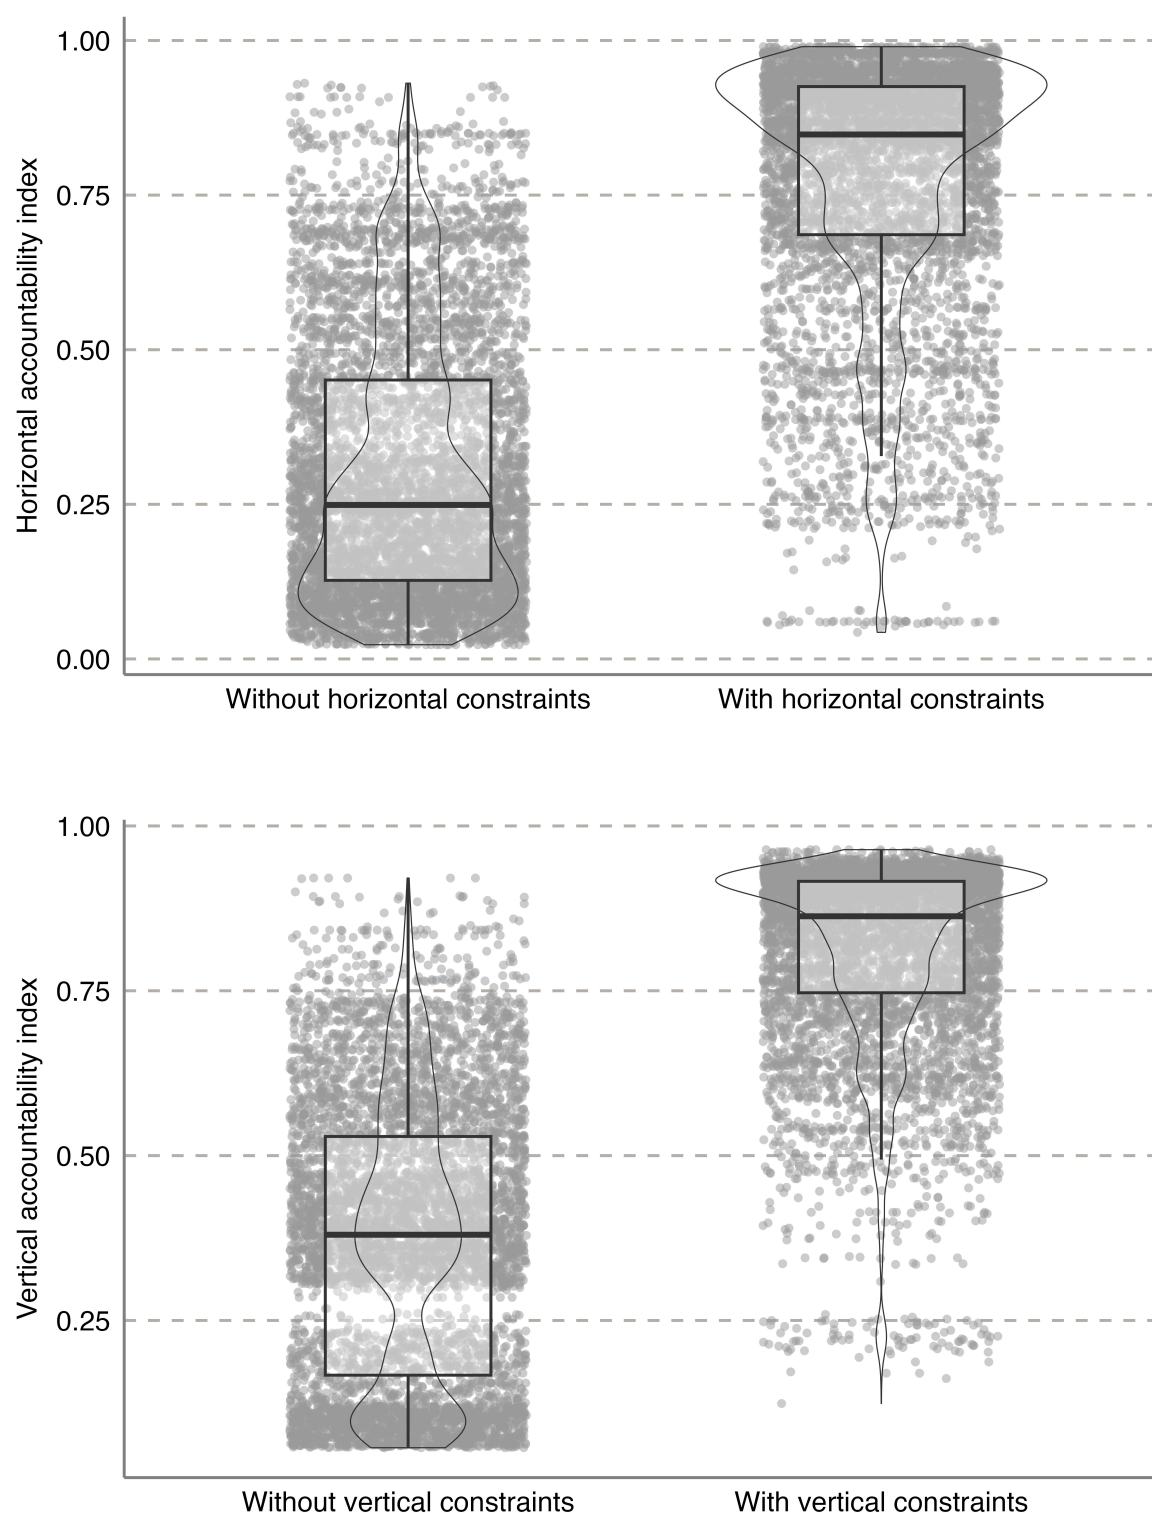 Horizontal accountability index
1.00
0.75
0.50
0.25
0.00
Without horizontal constraints
With horizontal constraints
Vertical accountability index
1.00
0.75
0.50
0.25
Without vertical constraints
With vertical constraints